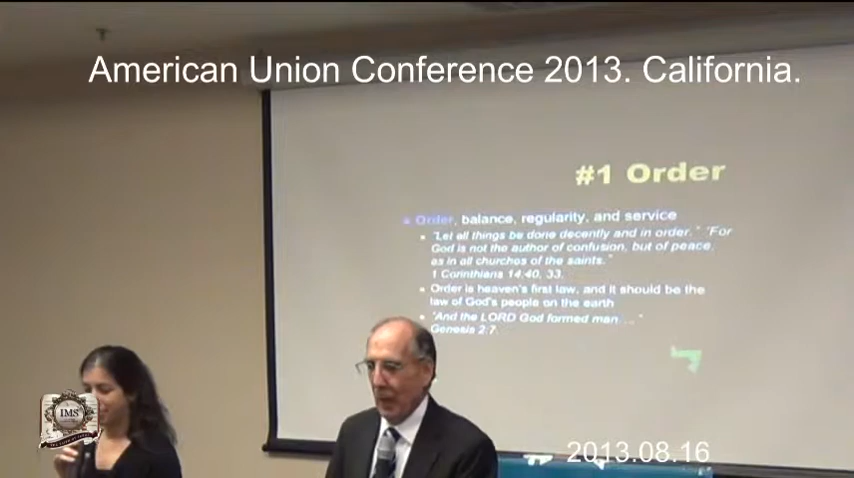 American Union Conference 2013. California.
#1 Order
Order, balance, regularity, and service
"Let all things be done decently and in order." "For
God is not the author of confusion, but of peace,
as in all churches of the saints."
1 Corinthians 14:40, 33.
Order is heaven's first law, and it should be the
law of God's people on the earth
"And the LORD God formed man…."
Genesis 2:7.
IMS
2013.08.16